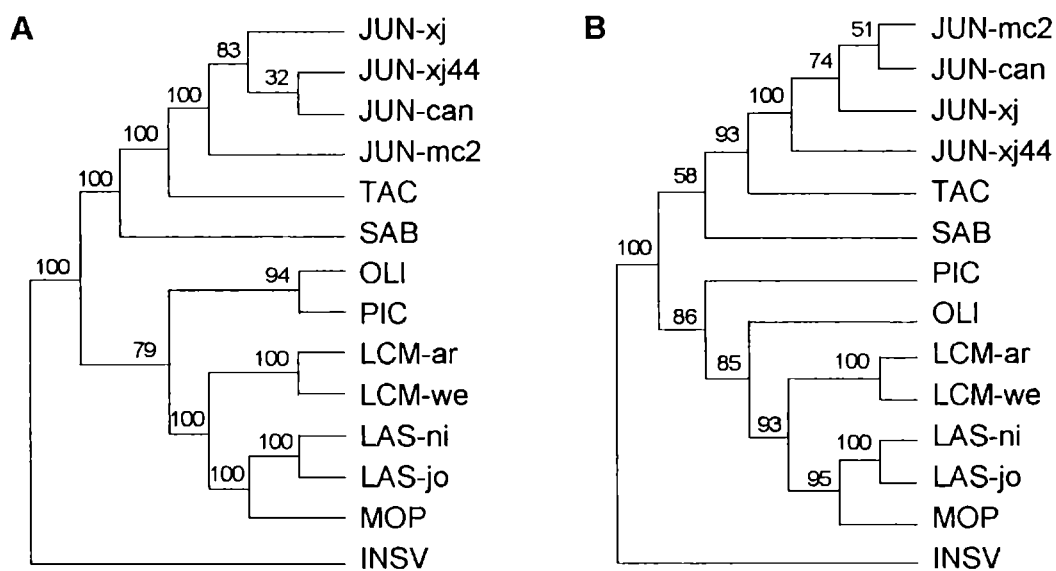 A
83
JUN-xj
32
JUN-xj44
100
JUN-can
100
JUN-mc2
100
TAC
100
SAB
94
OLI
PIC
79
100
LCM-ar
LCM-we
100
100
LAS-ni
100
LAS-jo
MOP
INSV
B
51
JUN-mc2
74
JUN-can
100
JUN-xj
93
JUN-xj44
58
TAC
100
SAB
PIC
86
OLI
85
100
LCM-ar
LCM-we
93
100
LAS-ni
95
LAS-jo
MOP
INSV